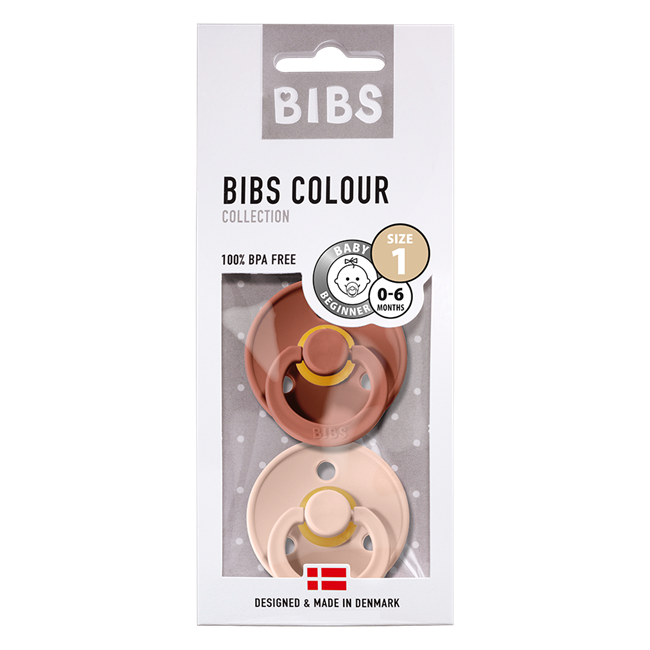 BIBS
BIBS COLOUR
COLLECTION
100% BPA FREE
SIZE
1
BABY
BEGINNER
0-6
MONTHS
BIBS
DESIGNED & MADE IN DENMARK